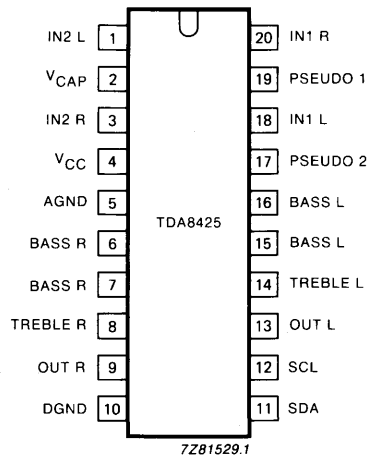 IN2 L 1 20 IN1 R
VCAP 2 19 PSEUDO 1
IN2 R 3 18 IN1 L
VCC 4 17 PSEUDO 2
AGND 5 16 BASS L
TDA8425
BASS R 6 15 BASS L
BASS R 7 14 TREBLE L
TREBLE R 8 13 OUT L
OUT R 9 12 SCL
DGND 10 11 SDA
7Z81529.1